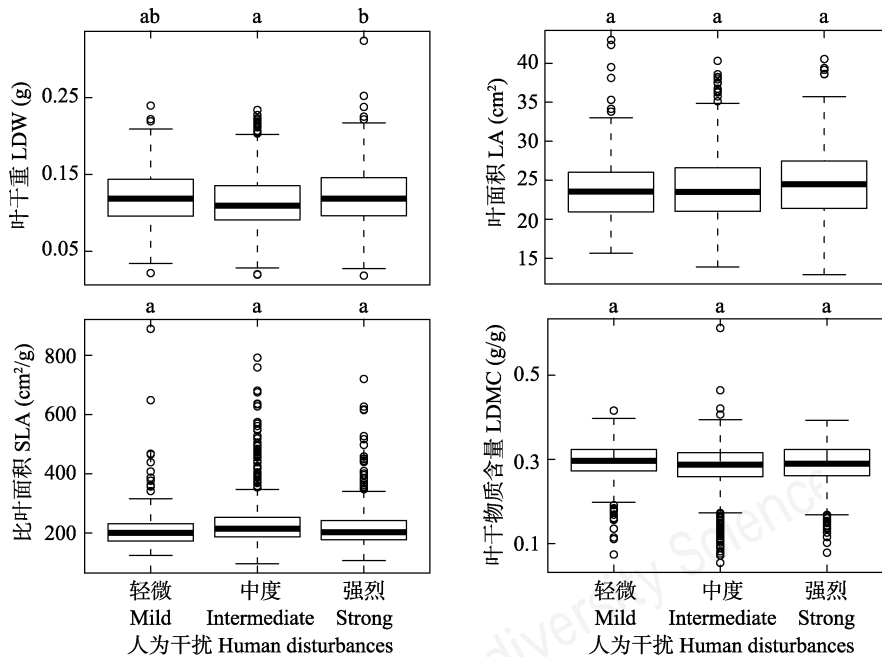 ab a b
叶干重 LDW (g)
0.25
0.15
0.05
a a a
叶面积 LA (cm²)
40
35
30
25
20
15
a a a
比叶面积 SLA (cm²/g)
800
600
400
200
轻微 中度 强烈
Mild Intermediate Strong
人为干扰 Human disturbances
a a a
叶干物质含量 LDMC (g/g)
0.5
0.3
0.1
轻微 中度 强烈
Mild Intermediate Strong
人为干扰 Human disturbances
diversity Science